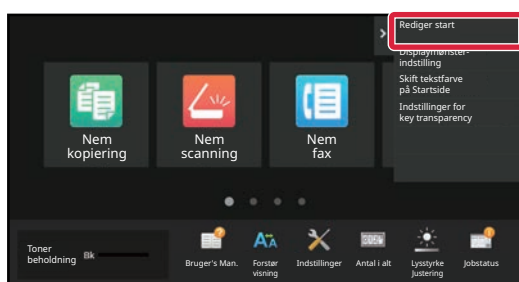 Rediger start
Displaymønster-
indstilling
Skift tekstfarve
på Startside
Indstillinger for
key transparency
Nem
kopiering
Nem
scanning
Nem
fax
Toner
beholdning
Bk
Bruger's Man.
Forstør
visning
Indstillinger
Antal i alt
Lysstyrke
Justering
Jobstatus